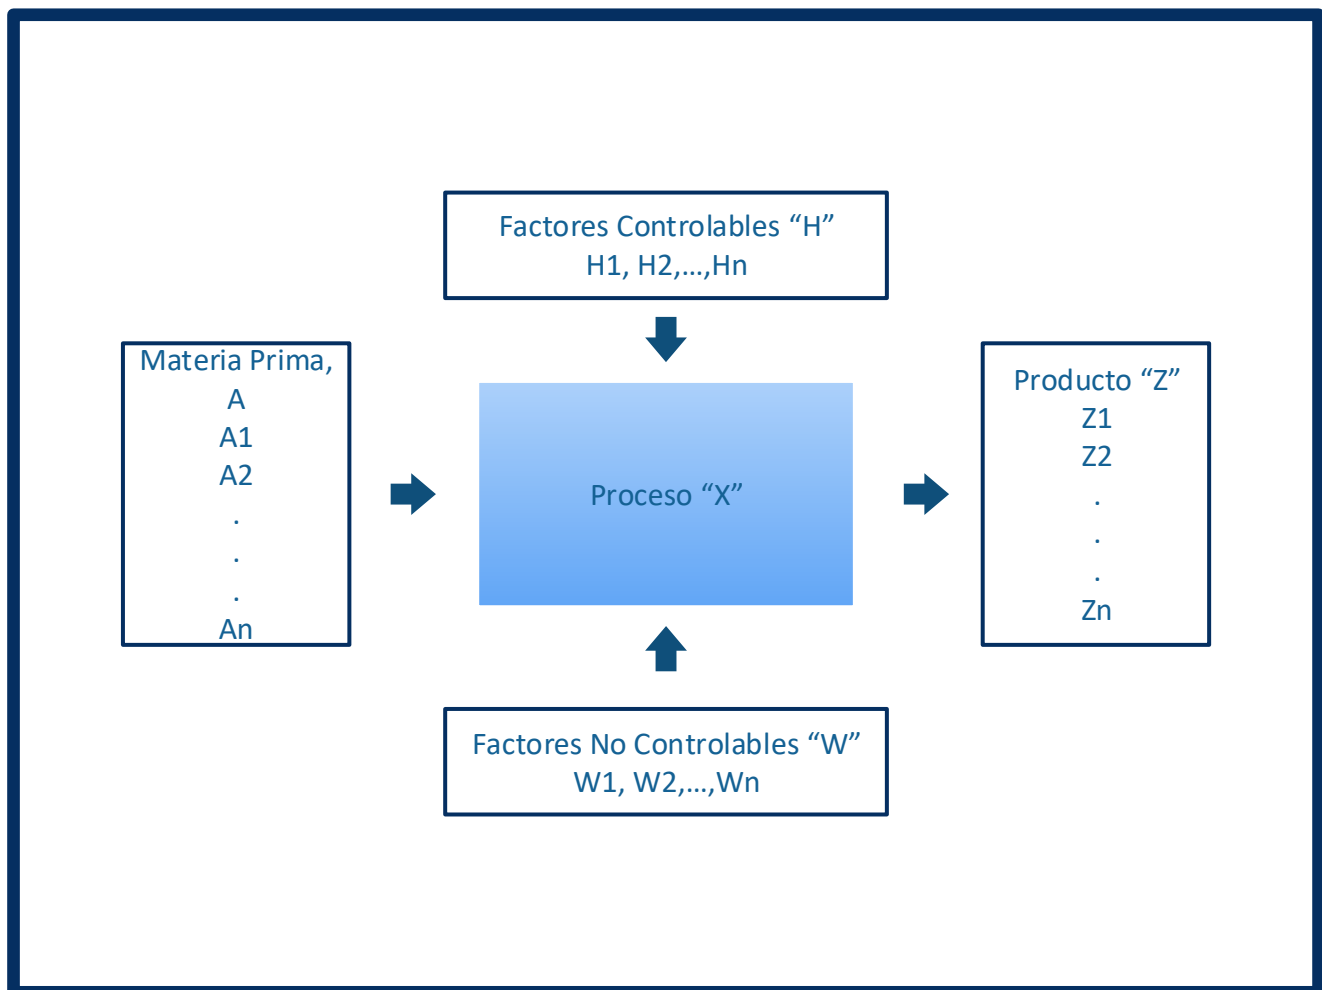 Factores Controlables “H”
H1, H2,...,Hn
Materia Prima,
A
A1
A2
.
.
.
An
Proceso “X”
Producto “Z”
Z1
Z2
.
.
.
Zn
Factores No Controlables “W”
W1, W2,...,Wn